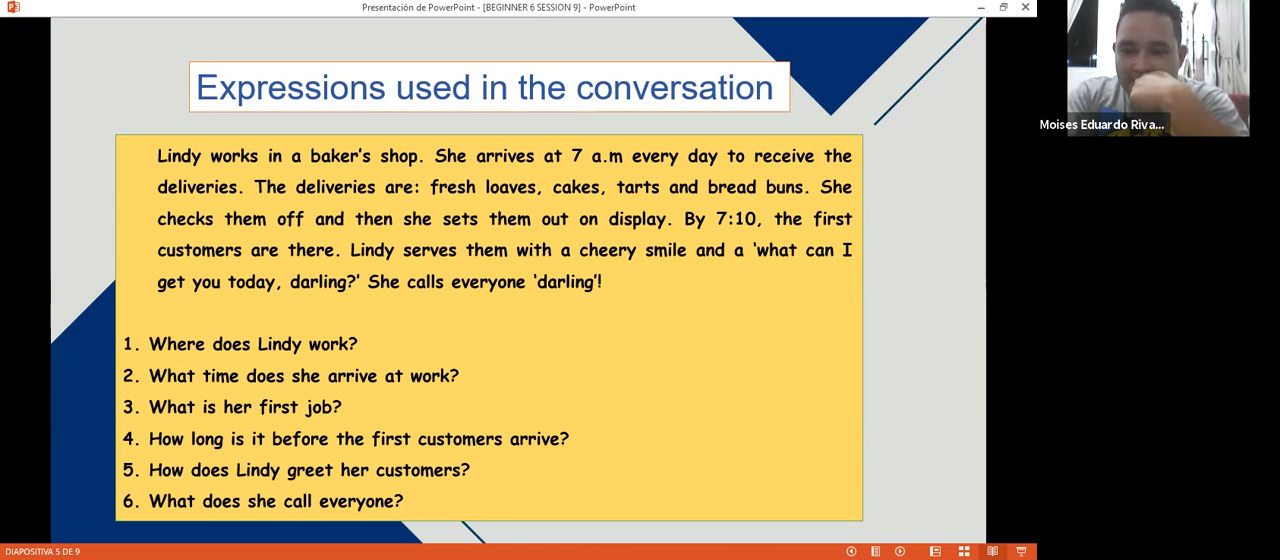 Presentación de PowerPoint - [BEGINNER 6 SESSION 9] - PowerPoint
Expressions used in the conversation
Lindy works in a baker's shop. She arrives at 7 a.m every day to receive the
deliveries. The deliveries are: fresh loaves, cakes, tarts and bread buns. She
checks them off and then she sets them out on display. By 7:10, the first
customers are there. Lindy serves them with a cheery smile and a 'what can I
get you today, darling?' She calls everyone 'darling'!
1. Where does Lindy work?
2. What time does she arrive at work?
3. What is her first job?
4. How long is it before the first customers arrive?
5. How does Lindy greet her customers?
6. What does she call everyone?
Moises Eduardo Riva...
DIAPOSITIVA 5 DE 9